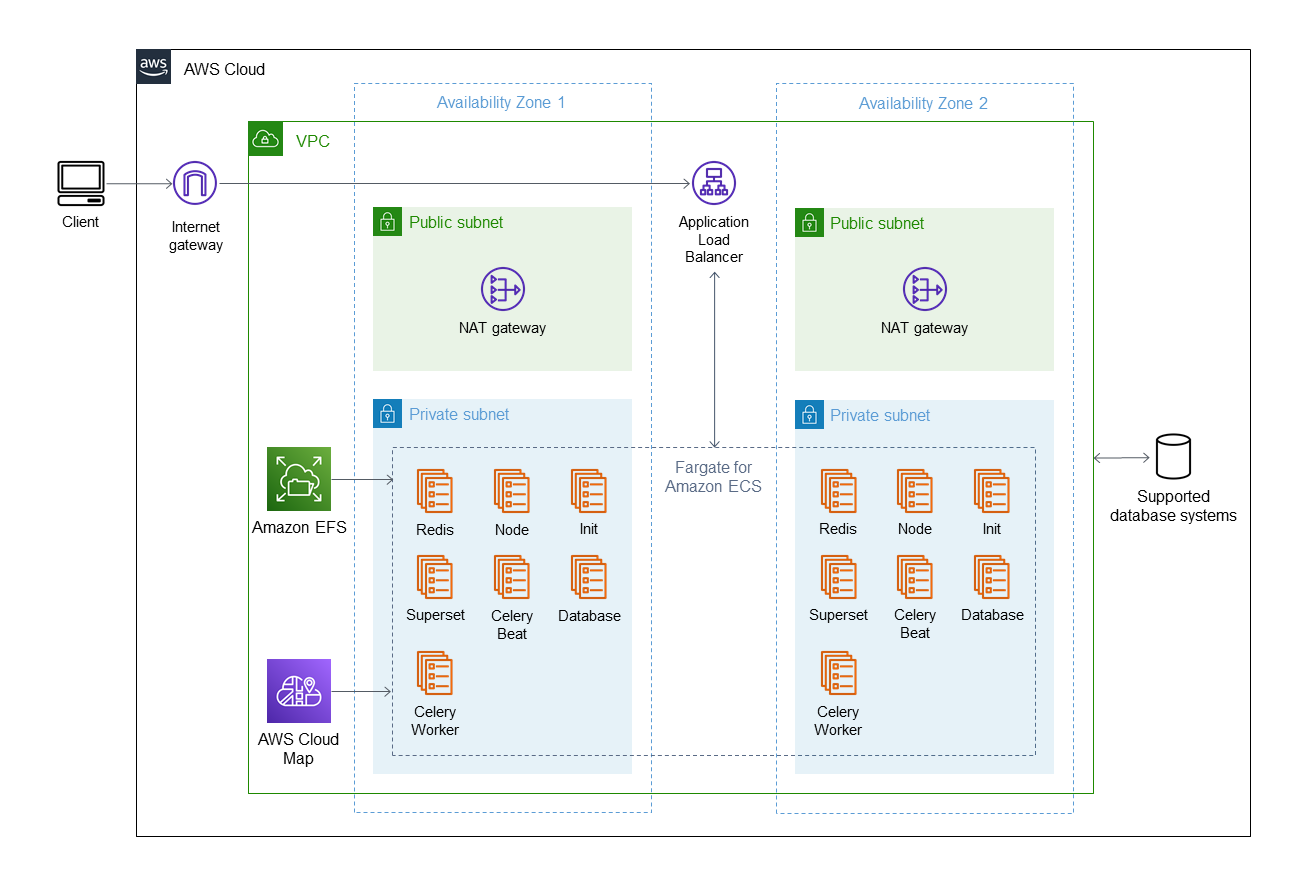 aws
AWS Cloud
Availability Zone 1
Availability Zone 2
VPC
Client
Internet
gateway
Application
Load
Balancer
Public subnet
NAT gateway
Public subnet
NAT gateway
Private subnet
Private subnet
Fargate for
Amazon ECS
Amazon EFS
AWS Cloud
Map
Redis
Node
Init
Superset
Celery
Beat
Database
Celery
Worker
Redis
Node
Init
Superset
Celery
Beat
Database
Celery
Worker
Supported
database systems